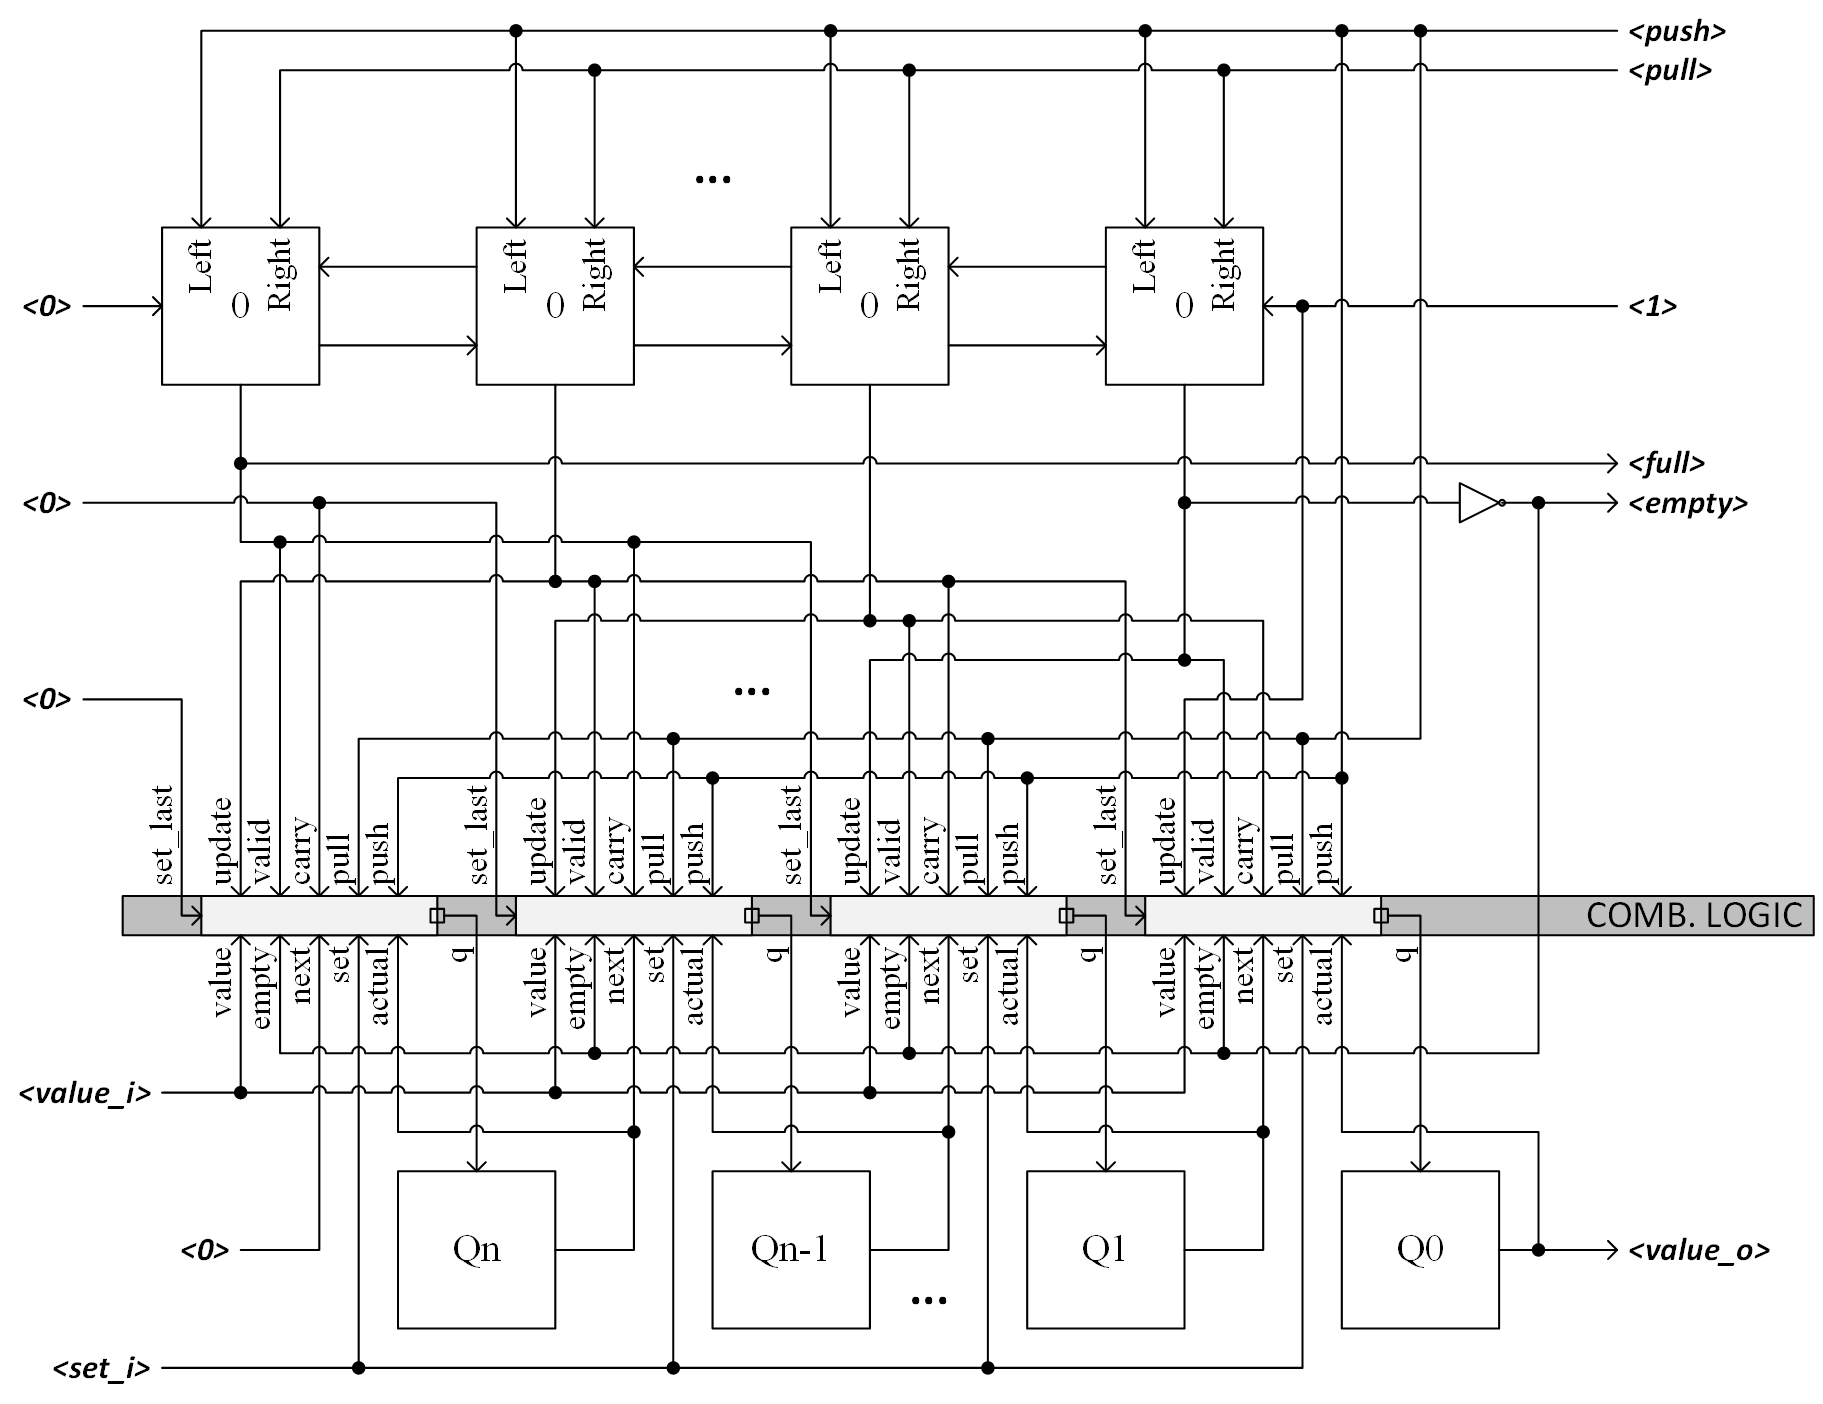 <push>
<pull>
...
Left 0 Right
Left 0 Right
Left 0 Right
Left 0 Right
<0>
<1>
<full>
<0>
<empty>
<0>
...
set_last update valid carry pull push
set_last update valid carry pull push
set_last update valid carry pull push
set_last update valid carry pull push
COMB. LOGIC
value empty next set actual q
value empty next set actual q
value empty next set actual q
value empty next set actual q
<value_i>
<0>
Qn
Qn-1
Q1
Q0
<value_o>
...
<set_i>